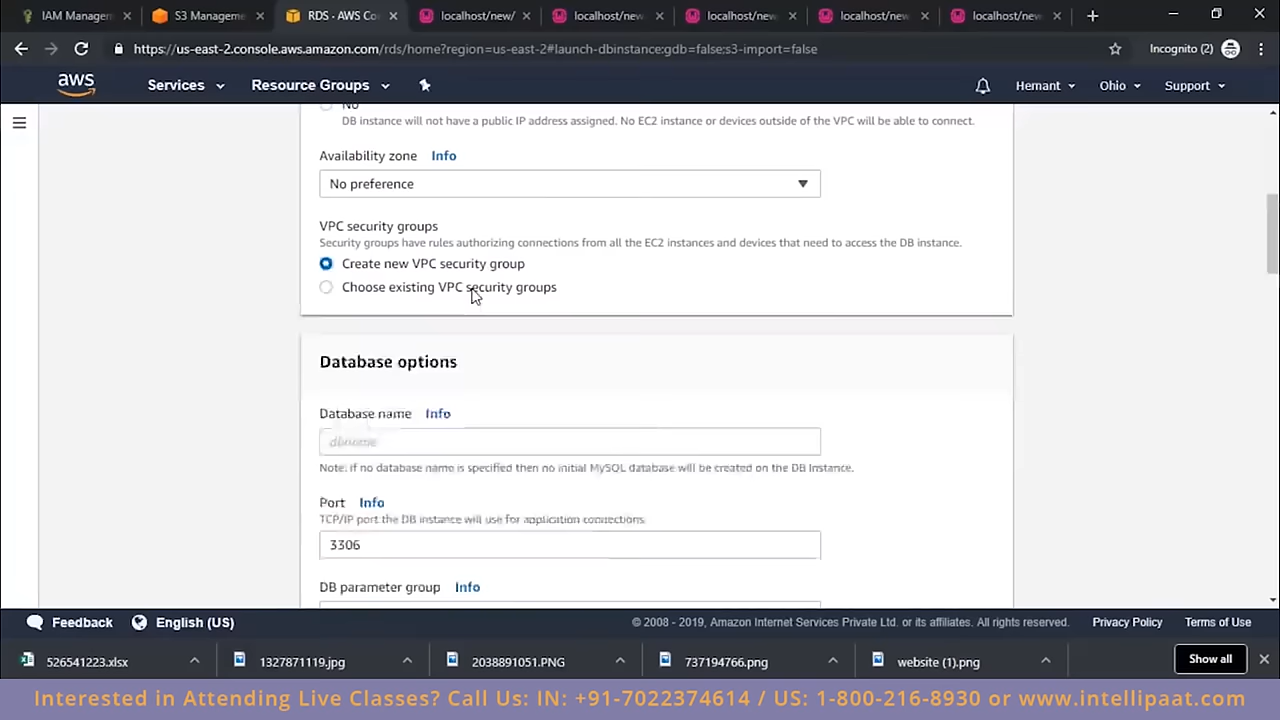 IAM Manag
S3 Manageme
RDS - AWS Co
localhost/new/
localhost/new
localhost/new
localhost/new
localhost/new
https://us-east-2.console.aws.amazon.com/rds/home?region=us-east-2#launch-dbinstance:gdb=false;s3-import=false
Incognito (2)
aws
Services
Resource Groups
Hemant
Ohio
Support
No
DB instance will not have a public IP address assigned. No EC2 instance or devices outside of the VPC will be able to connect.
Availability zone Info
No preference
VPC security groups
Security groups have rules authorizing connections from all the EC2 instances and devices that need to access the DB instance.
Create new VPC security group
Choose existing VPC security groups
Database options
Database name Info
dbname
Note: if no database name is specified then no initial MySQL database will be created on the DB Instance.
Port Info
TCP/IP port the DB instance will use for application connections.
3306
DB parameter group Info
Feedback
English (US)
© 2008 - 2019, Amazon Internet Services Private Ltd. or its affiliates. All rights reserved.
Privacy Policy
Terms of Use
526541223.xlsx
1327871119.jpg
2038891051.PNG
737194766.png
website (1).png
Show all
Interested in Attending Live Classes? Call Us: IN: +91-7022374614 / US: 1-800-216-8930 or www.intellipaat.com